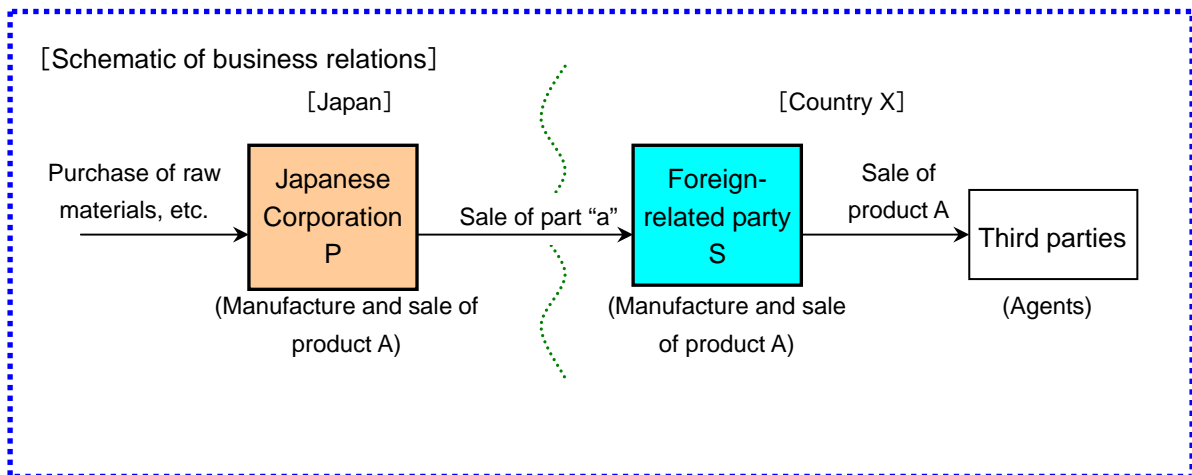 ［Schematic of business relations］
［Japan］
［Country X］
Purchase of raw
materials, etc.
Japanese
Corporation
P
(Manufacture and sale of
product A)
Sale of part “a”
Foreign-
related party
S
(Manufacture and sale
of product A)
Sale of
product A
Third parties
(Agents)